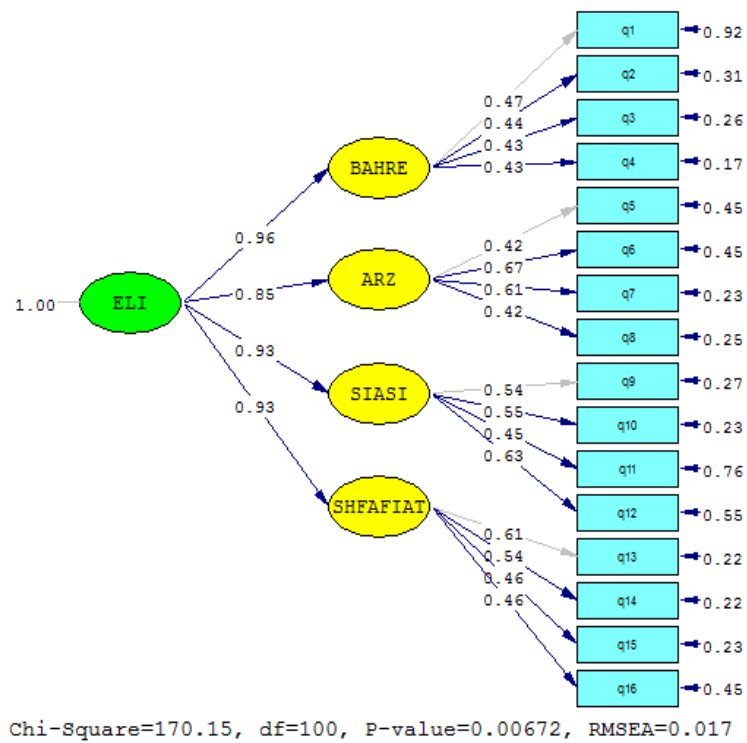 q1
0.92
q2
0.31
0.47
0.44
q3
0.26
0.43
BAHRE
0.43
q4
0.17
q5
0.45
0.96
0.42
q6
0.45
0.67
ARZ
0.61
q7
0.23
0.85
1.00
ELI
0.42
q8
0.25
0.93
q9
0.27
0.54
SIASI
0.55
0.93
q10
0.23
0.45
0.63
q11
0.76
SHFAFIAT
q12
0.55
0.61
0.54
q13
0.22
0.46
0.46
q14
0.22
q15
0.23
q16
0.45
Chi-Square=170.15, df=100, P-value=0.00672, RMSEA=0.017